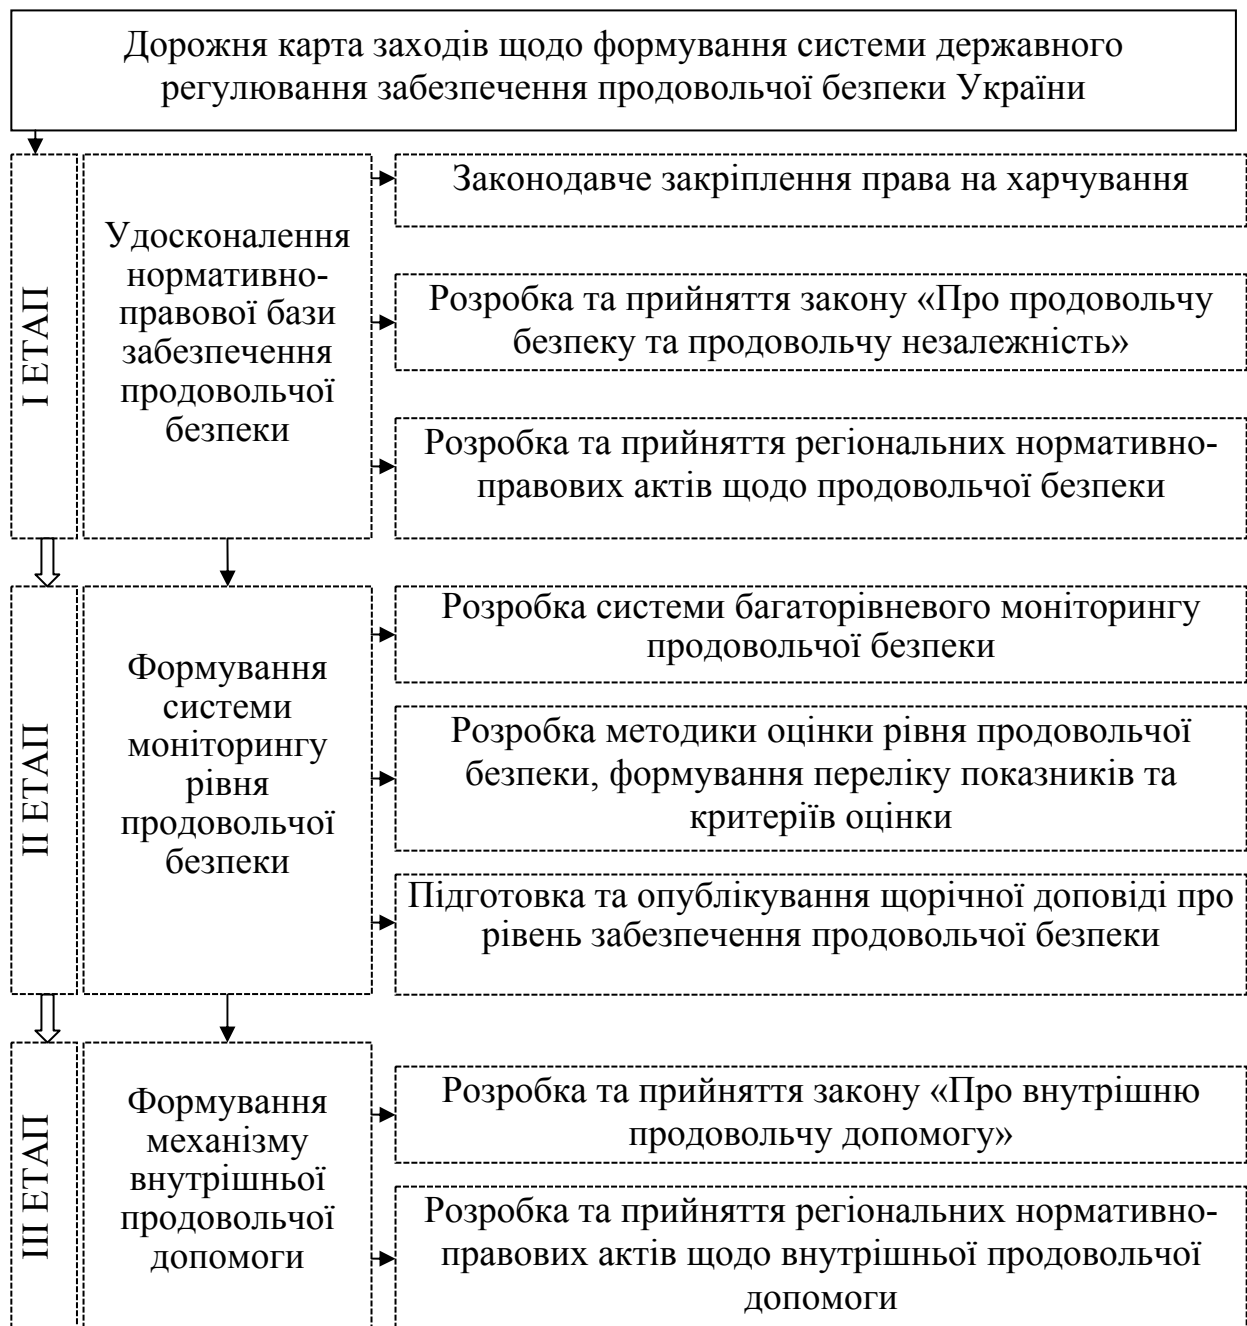 Дорожня карта заходів щодо формування системи державного
регулювання забезпечення продовольчої безпеки України
І ЕТАП
Удосконалення
нормативно-
правової бази
забезпечення
продовольчої
безпеки
Законодавче закріплення права на харчування
Розробка та прийняття закону «Про продовольчу
безпеку та продовольчу незалежність»
Розробка та прийняття регіональних нормативно-
правових актів щодо продовольчої безпеки
ІІ ЕТАП
Формування
системи
моніторингу
рівня
продовольчої
безпеки
Розробка системи багаторівневого моніторингу
продовольчої безпеки
Розробка методики оцінки рівня продовольчої
безпеки, формування переліку показників та
критеріїв оцінки
Підготовка та опублікування щорічної доповіді про
рівень забезпечення продовольчої безпеки
ІІІ ЕТАП
Формування
механізму
внутрішньої
продовольчої
допомоги
Розробка та прийняття закону «Про внутрішню
продовольчу допомогу»
Розробка та прийняття регіональних нормативно-
правових актів щодо внутрішньої продовольчої
допомоги